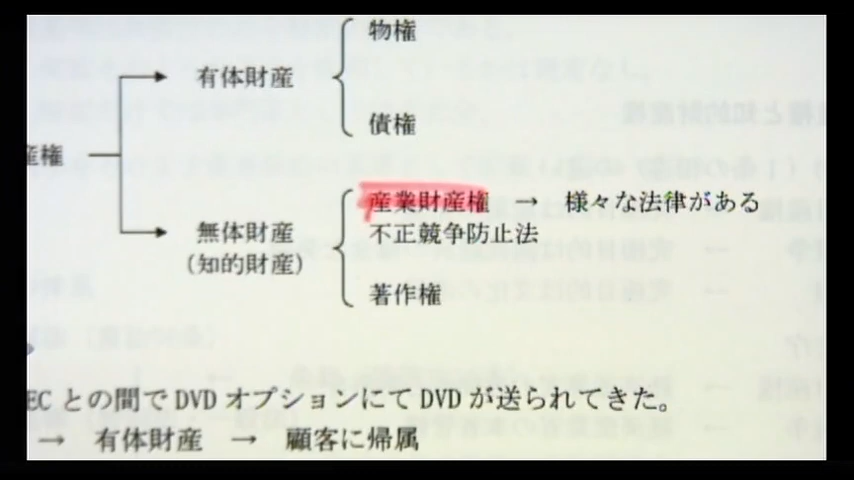 物権
有体財産
債権
産権
産業財産権 → 様々な法律がある
無体財産
不正競争防止法
(知的財産)
著作権
EC との間で DVD オプションにて DVD が送られてきた。
→ 有体財産 → 顧客に帰属